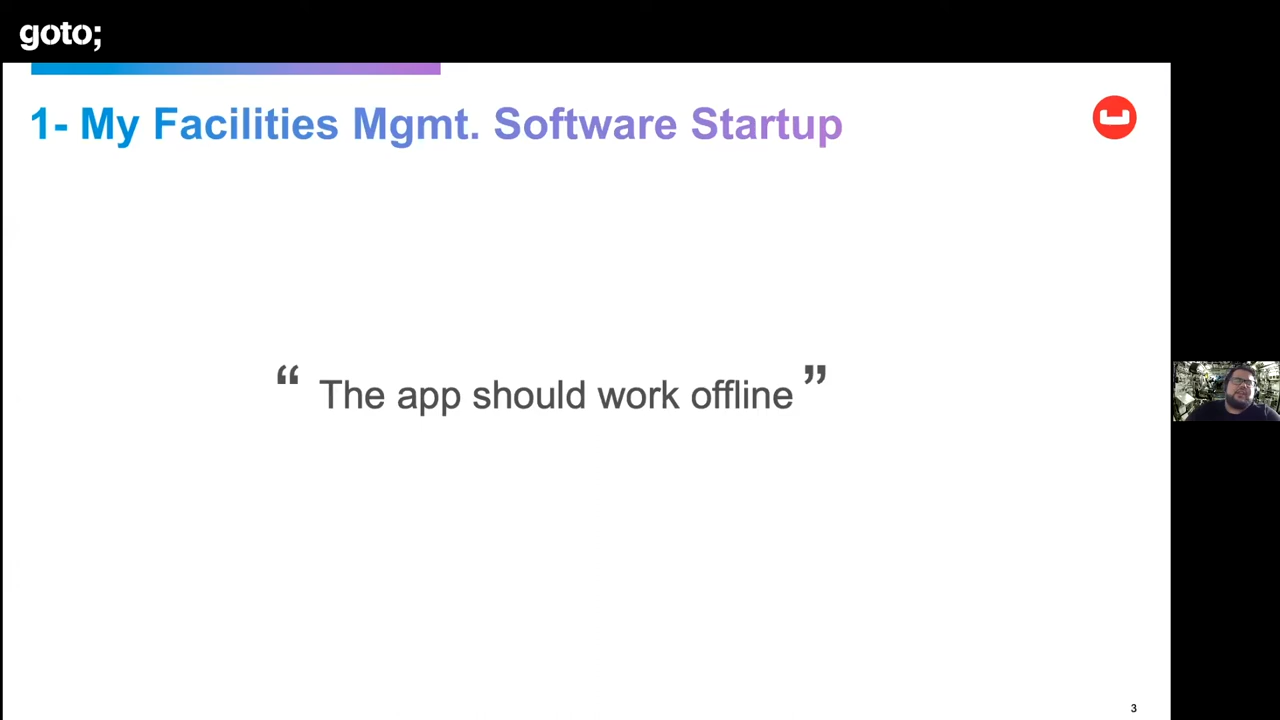 goto;
1- My Facilities Mgmt. Software Startup
“ The app should work offline ”
3